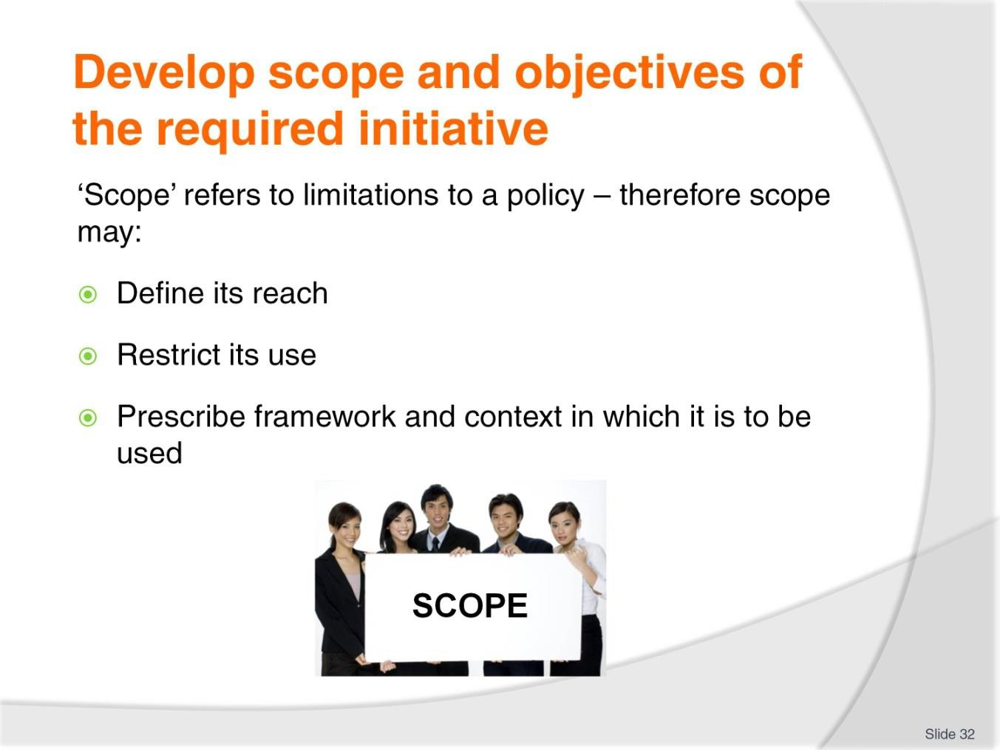 Develop scope and objectives of
the required initiative
‘Scope’ refers to limitations to a policy – therefore scope
may:
Define its reach
Restrict its use
Prescribe framework and context in which it is to be
used
SCOPE
Slide 32